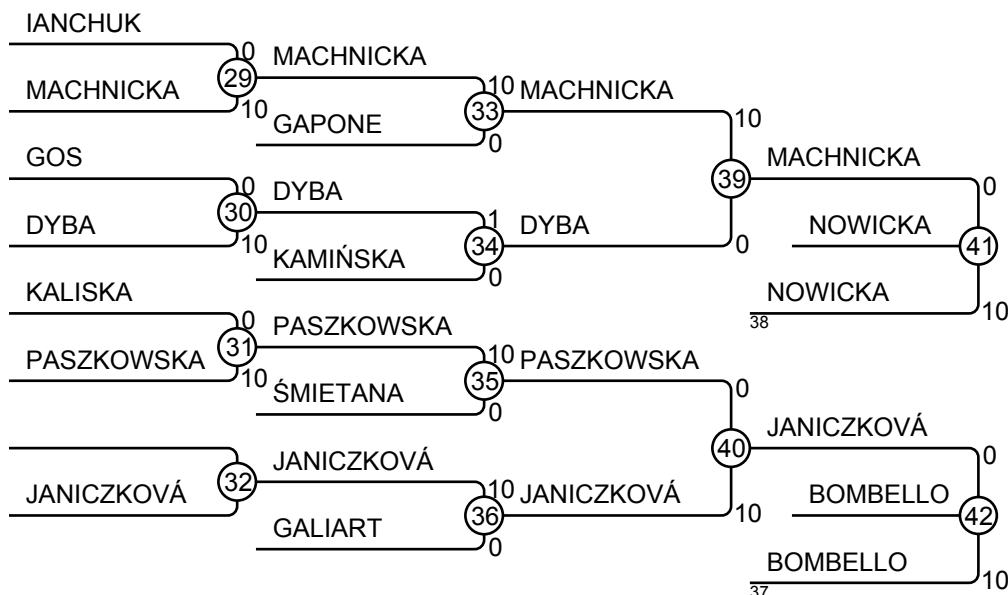 IANCHUK
0
29
MACHNICKA
10
MACHNICKA
10
33
GAPONE
0
MACHNICKA
10
GOS
0
30
DYBA
10
DYBA
1
34
KAMIŃSKA
0
DYBA
0
39
MACHNICKA
0
NOWICKA
41
NOWICKA
38
10
KALISKA
0
31
PASZKOWSKA
10
PASZKOWSKA
10
35
ŚMIETANA
0
PASZKOWSKA
0
40
32
JANICZKOVÁ
JANICZKOVÁ
10
36
GALIART
0
JANICZKOVÁ
10
JANICZKOVÁ
0
BOMBELLO
42
BOMBELLO
37
10